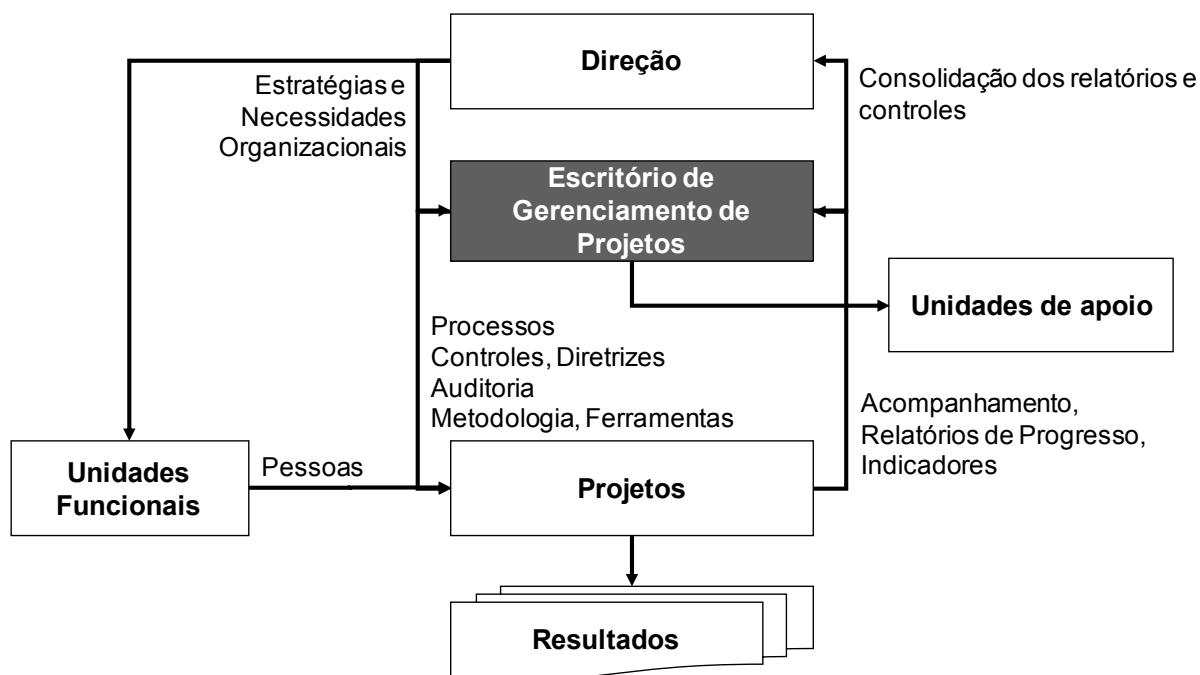 Direção
Estratégias e
Necessidades
Organizacionais
Consolidação dos relatórios e
controles
Escritório de
Gerenciamento de
Projetos
Unidades de apoio
Processos
Controles, Diretrizes
Auditoria
Metodologia, Ferramentas
Acompanhamento,
Relatórios de Progresso,
Indicadores
Unidades
Funcionais
Pessoas
Projetos
Resultados